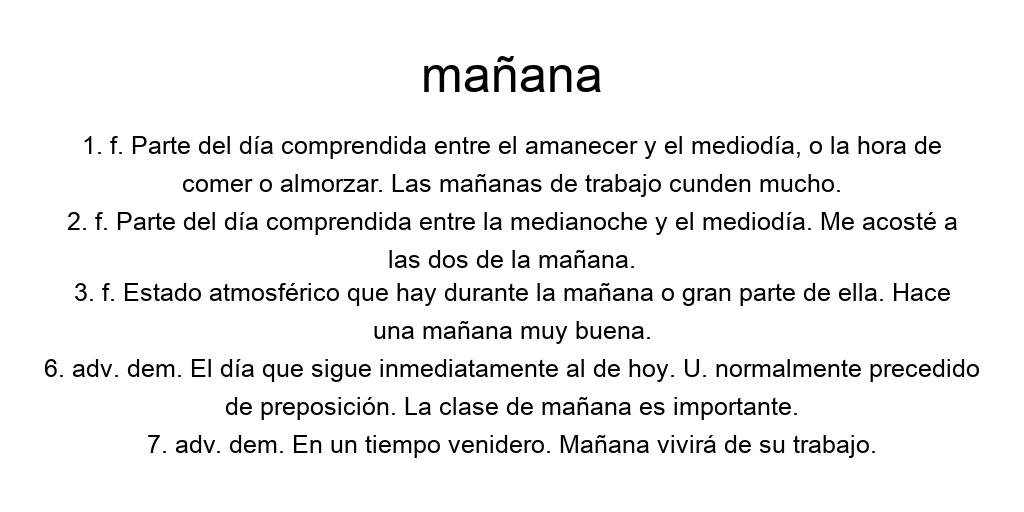 mañana
1. f. Parte del día comprendida entre el amanecer y el mediodía, o la hora de
comer o almorzar. Las mañanas de trabajo cunden mucho.
2. f. Parte del día comprendida entre la medianoche y el mediodía. Me acosté a
las dos de la mañana.
3. f. Estado atmosférico que hay durante la mañana o gran parte de ella. Hace
una mañana muy buena.
6. adv. dem. El día que sigue inmediatamente al de hoy. U. normalmente precedido
de preposición. La clase de mañana es importante.
7. adv. dem. En un tiempo venidero. Mañana vivirá de su trabajo.